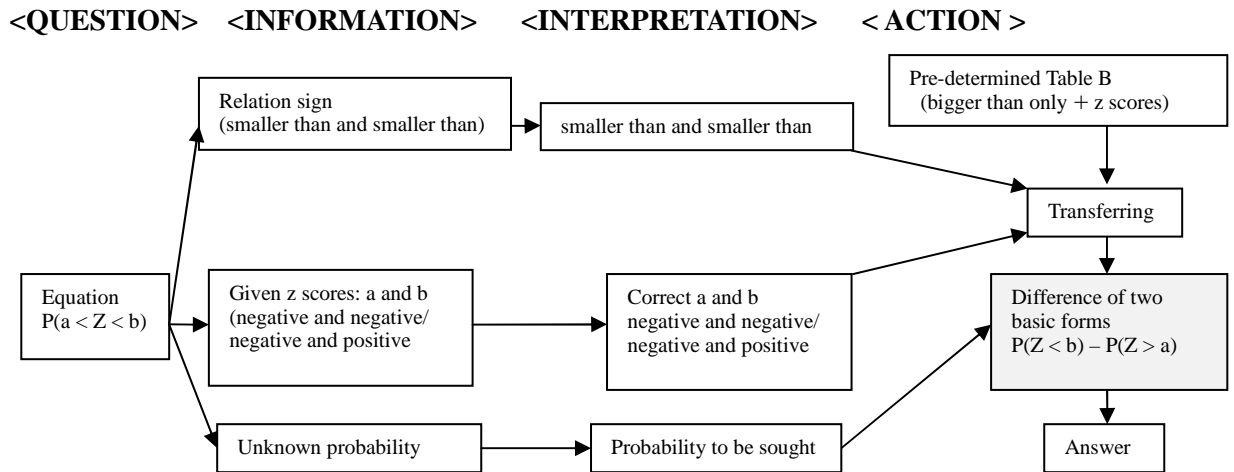 <QUESTION> <INFORMATION> <INTERPRETATION> < ACTION >
Relation sign
(smaller than and smaller than)
smaller than and smaller than
Pre-determined Table B
(bigger than only + z scores)
Transferring
Equation
P(a < Z < b)
Given z scores: a and b
(negative and negative/
negative and positive
Correct a and b
negative and negative/
negative and positive
Difference of two
basic forms
P(Z < b) – P(Z > a)
Unknown probability
Probability to be sought
Answer